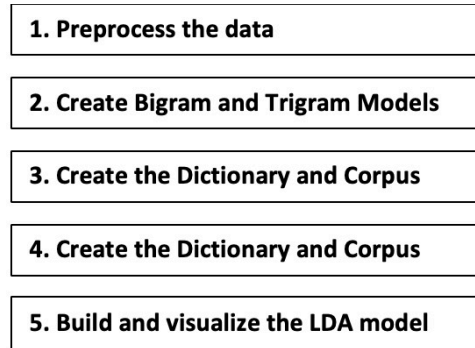 1. Preprocess the data
2. Create Bigram and Trigram Models
3. Create the Dictionary and Corpus
4. Create the Dictionary and Corpus
5. Build and visualize the LDA model